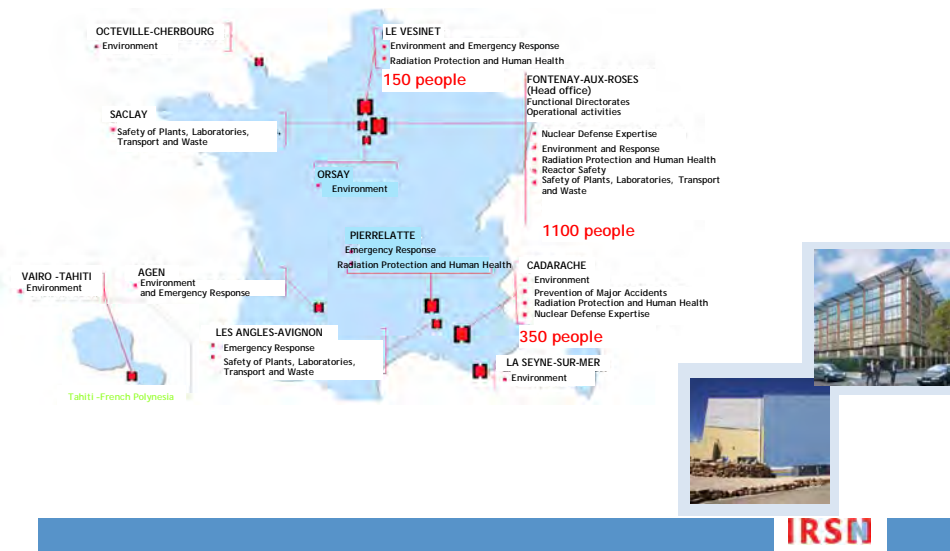 OCTEVILLE-CHERBOURG
Environment
LE VESINET
Environment and Emergency Response
Radiation Protection and Human Health
150 people
FONTENAY-AUX-ROSES
(Head office)
Functional Directorates
Operational activities
Nuclear Defense Expertise
Environment and Response
Radiation Protection and Human Health
Reactor Safety
Safety of Plants, Laboratories, Transport
and Waste
1100 people
SACLAY
Safety of Plants, Laboratories,
Transport and Waste
ORSAY
Environment
PIERRELATTE
Emergency Response
Radiation Protection and Human Health
VAIRO -TAHITI
Environment
AGEN
Environment
and Emergency Response
CADARACHE
Environment
Prevention of Major Accidents
Radiation Protection and Human Health
Nuclear Defense Expertise
350 people
LES ANGLES-AVIGNON
Emergency Response
Safety of Plants, Laboratories,
Transport and Waste
LA SEYNE-SUR-MER
Environment
Tahiti -French Polynesia
IRSN